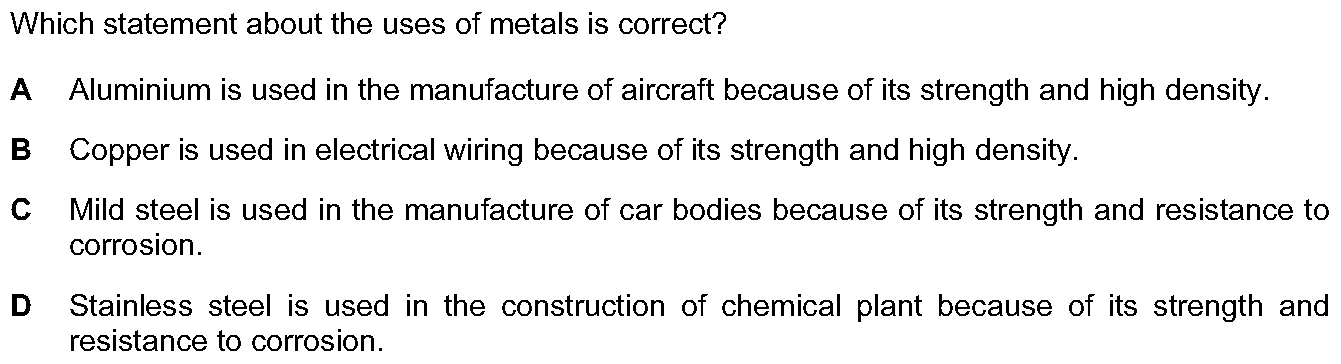 Which statement about the uses of metals is correct?
A Aluminium is used in the manufacture of aircraft because of its strength and high density.
B Copper is used in electrical wiring because of its strength and high density.
C Mild steel is used in the manufacture of car bodies because of its strength and resistance to
corrosion.
D Stainless steel is used in the construction of chemical plant because of its strength and
resistance to corrosion.